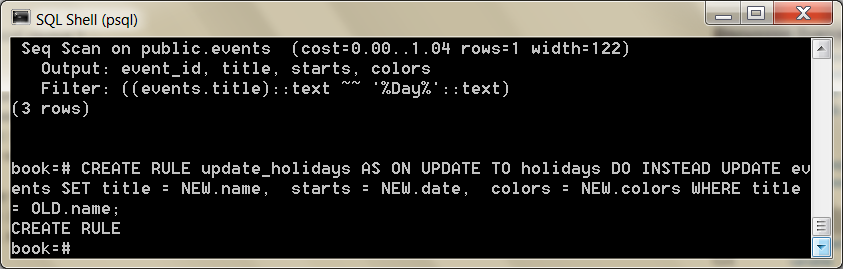 SQL Shell (psql)
Seq Scan on public.events  (cost=0.00..1.04 rows=1 width=122)
Output: event_id, title, starts, colors
Filter: ((events.title)::text ~~ '%Day%'::text)
(3 rows)
book=# CREATE RULE update_holidays AS ON UPDATE TO holidays DO INSTEAD UPDATE ev
ents SET title = NEW.name,  starts = NEW.date,  colors = NEW.colors WHERE title
= OLD.name;
CREATE RULE
book=#